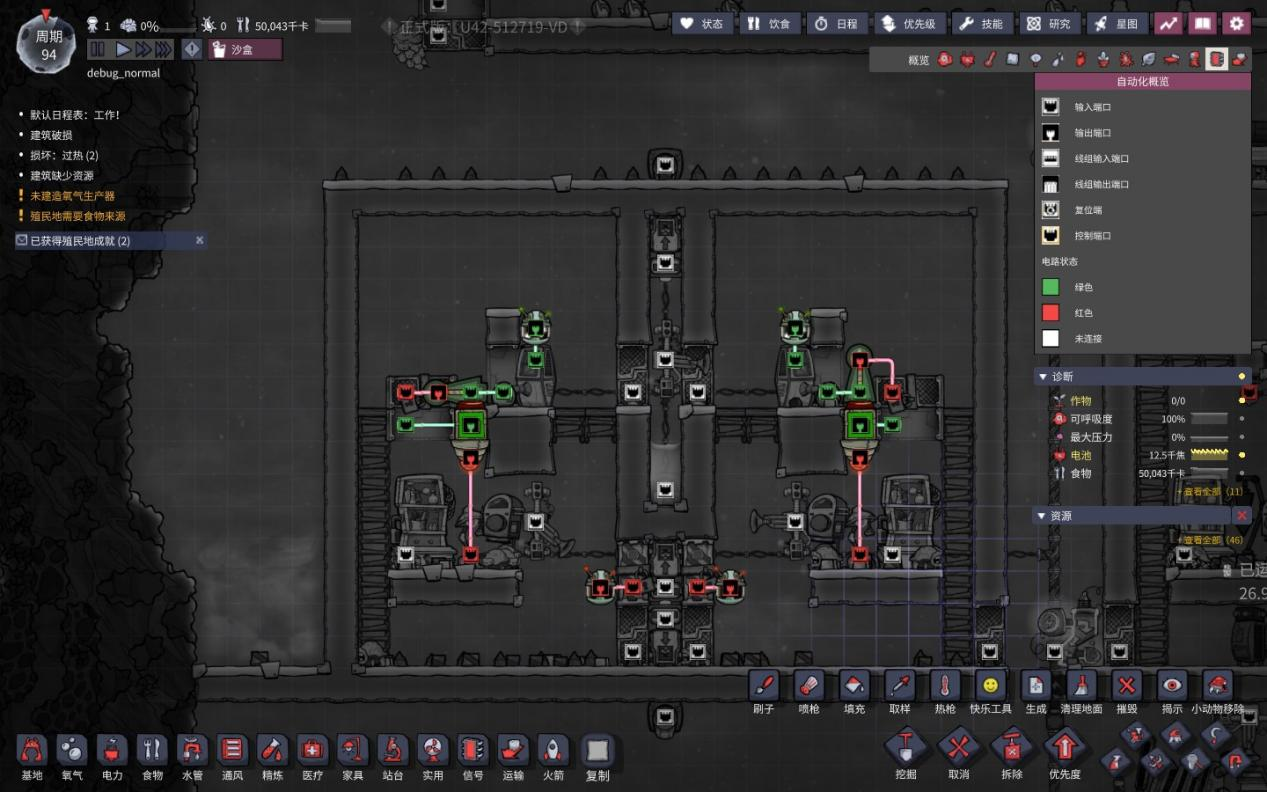 周期
94
1
0%
0
50,043千卡
正式版: U42-512719-VD
沙盒
debug_normal
状态
饮食
日程
优先级
技能
研究
星图
概览
自动化概览
输入端口
输出端口
线组输入端口
线组输出端口
复位端
控制端口
电路状态
绿色
红色
未连接
默认日程表：工作！
建筑破损
损坏：过热 (2)
建筑缺少资源
未建造氧气生产器
殖民地需要食物来源
已获得殖民地成就 (2)
诊断
作物 0/0
可呼吸度 100%
最大压力 0%
电池 12.5千焦
食物 50,043千卡
+ 查看全部 (11)
资源
+ 查看全部 (46)
已运
26.9
刷子
喷枪
填充
取样
热枪
快乐工具
生成
清理地面
摧毁
揭示
小动物移除
基地
氧气
电力
食物
水管
通风
精炼
医疗
家具
站台
实用
信号
运输
火箭
复制
挖掘
取消
拆除
优先度